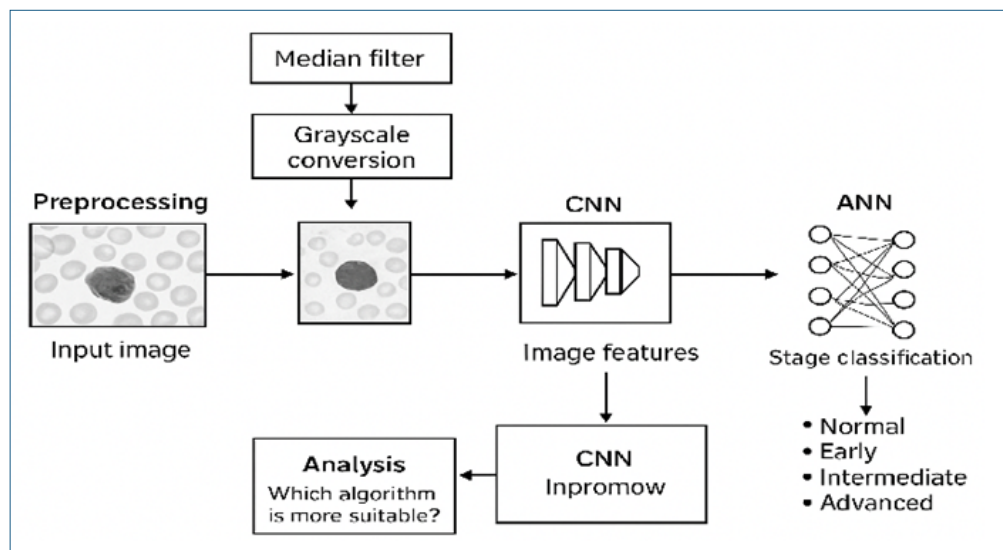 Median filter
Grayscale
conversion
Preprocessing
Input image
CNN
Image features
ANN
Stage classification
• Normal
• Early
• Intermediate
• Advanced
CNN
Inpromow
Analysis
Which algorithm
is more suitable?